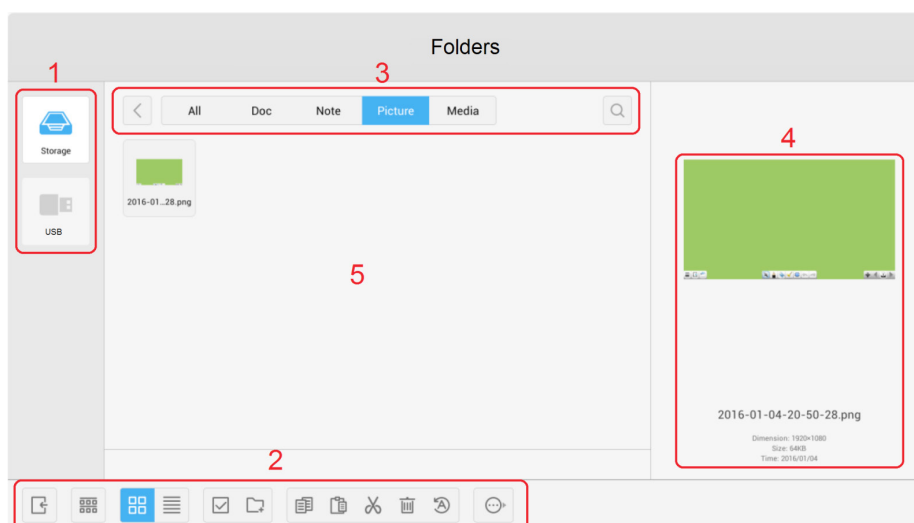 Folders
1
3
All Doc Note Picture Media
Storage
4
2016-01..28.png
USB
5
2016-01-04-20-50-28.png
Dimension: 1920×1080
Size: 64KB
Time: 2016/01/04
2